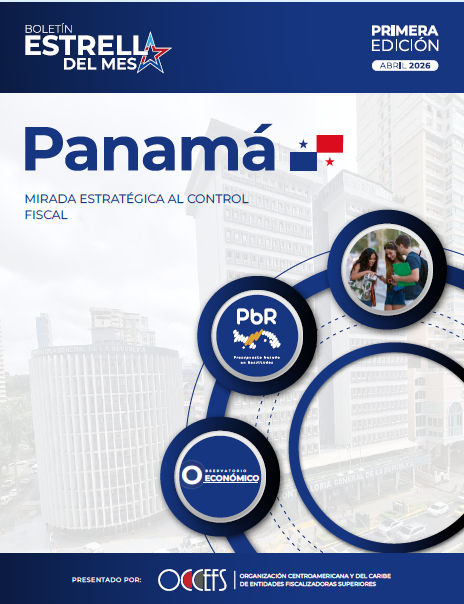 BOLETÍN
ESTRELLA
DEL MES
PRIMERA
EDICIÓN
ABRIL 2026
Panamá
MIRADA ESTRATÉGICA AL CONTROL
FISCAL
PbR
Presupuesto basado
en Resultados
OBSERVATORIO
ECONÓMICO
PRESENTADO POR:
OCCEFS
ORGANIZACIÓN CENTROAMERICANA Y DEL CARIBE
DE ENTIDADES FISCALIZADORAS SUPERIORES